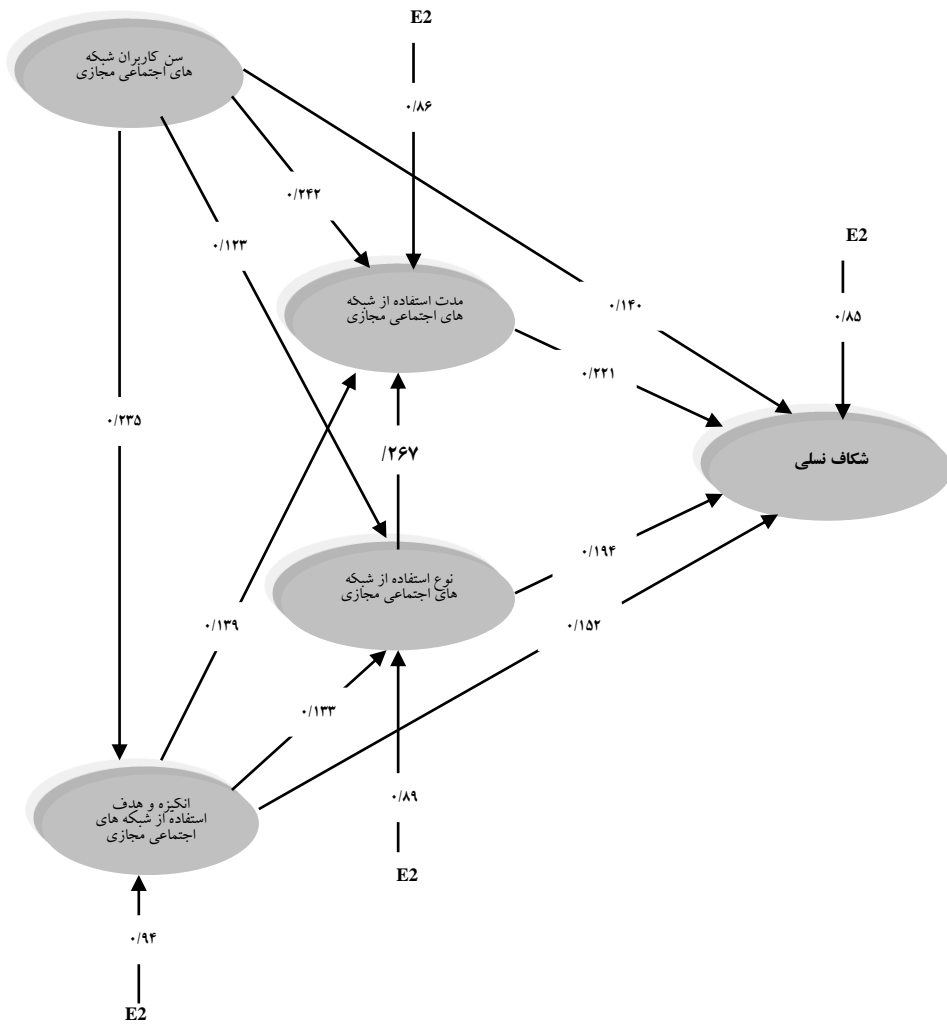 E2
سن کاربران شبکه
های اجتماعی مجازی
۰/۸۶
۰/۲۴۲
۰/۱۲۳
E2
مدت استفاده از شبکه
های اجتماعی مجازی
۰/۱۴۰
۰/۸۵
۰/۲۲۱
۰/۲۳۵
/۲۶۷
شکاف نسلی
۰/۱۹۴
نوع استفاده از شبکه
های اجتماعی مجازی
۰/۱۳۹
۰/۱۵۲
۰/۱۳۳
انگیزه و هدف
استفاده از شبکه های
اجتماعی مجازی
۰/۸۹
E2
۰/۹۴
E2